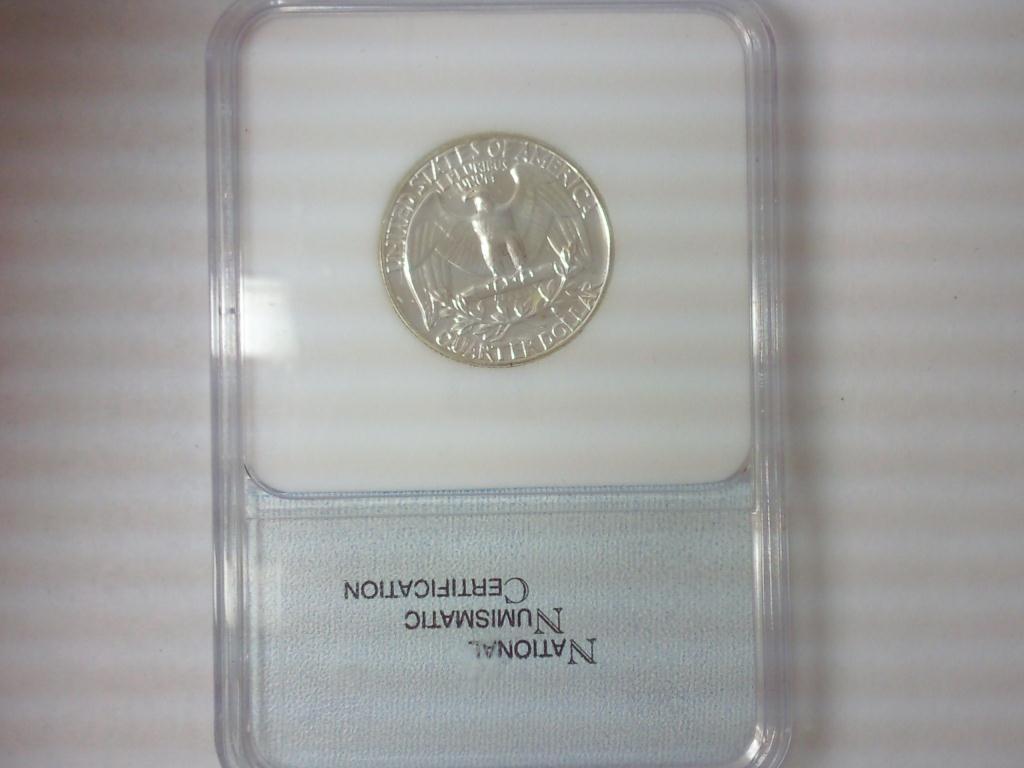 UNITED STATES OF AMERICA
E PLURIBUS
UNUM
QUARTER DOLLAR
NATIONAL
NUMISMATIC
CERTIFICATION